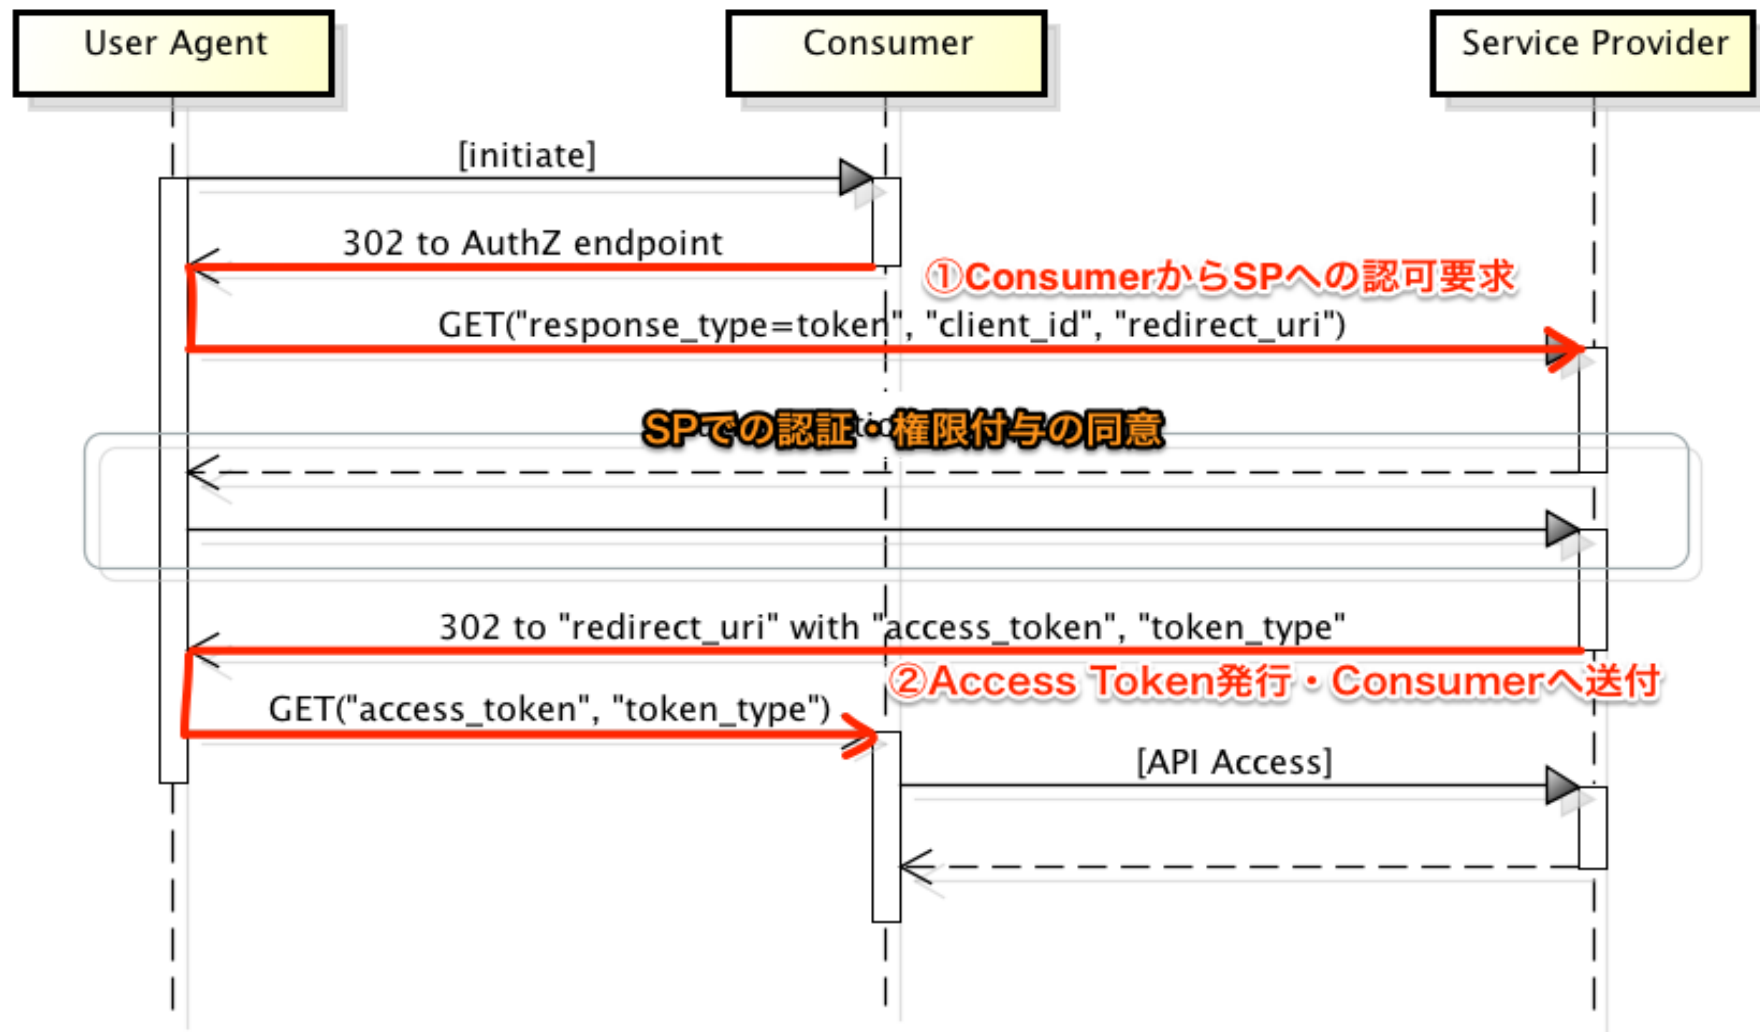 User Agent
Consumer
Service Provider
[initiate]
302 to AuthZ endpoint
①ConsumerからSPへの認可要求
GET("response_type=token", "client_id", "redirect_uri")
SPでの認証・権限付与の同意
302 to "redirect_uri" with "access_token", "token_type"
②Access Token発行・Consumerへ送付
GET("access_token", "token_type")
[API Access]